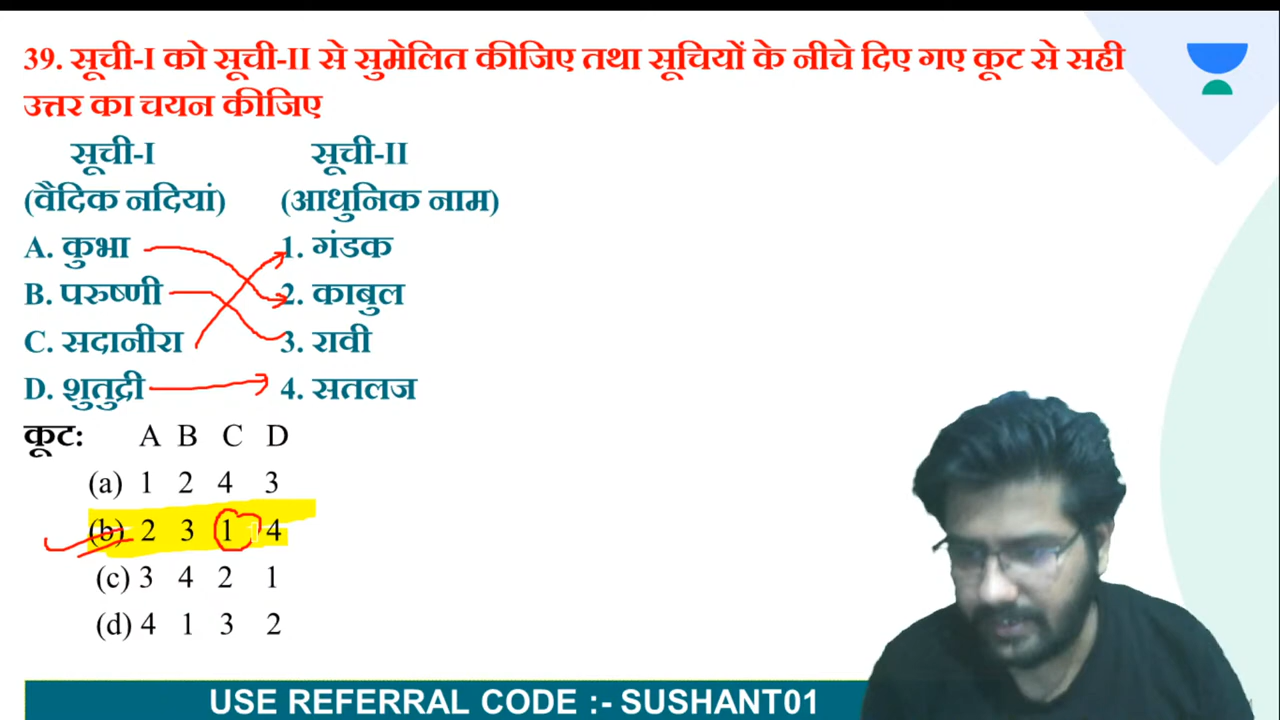 39. सूची-I को सूची-II से सुमेलित कीजिए तथा सूचियों के नीचे दिए गए कूट से सही
उत्तर का चयन कीजिए
सूची-I सूची-II
(वैदिक नदियां) (आधुनिक नाम)
A. कुभा 1. गंडक
B. परुष्णी 2. काबुल
C. सदानीरा 3. रावी
D. शुतुद्री 4. सतलज
कूट: A B C D
(a) 1 2 4 3
(b) 2 3 1 4
(c) 3 4 2 1
(d) 4 1 3 2
USE REFERRAL CODE :- SUSHANT01